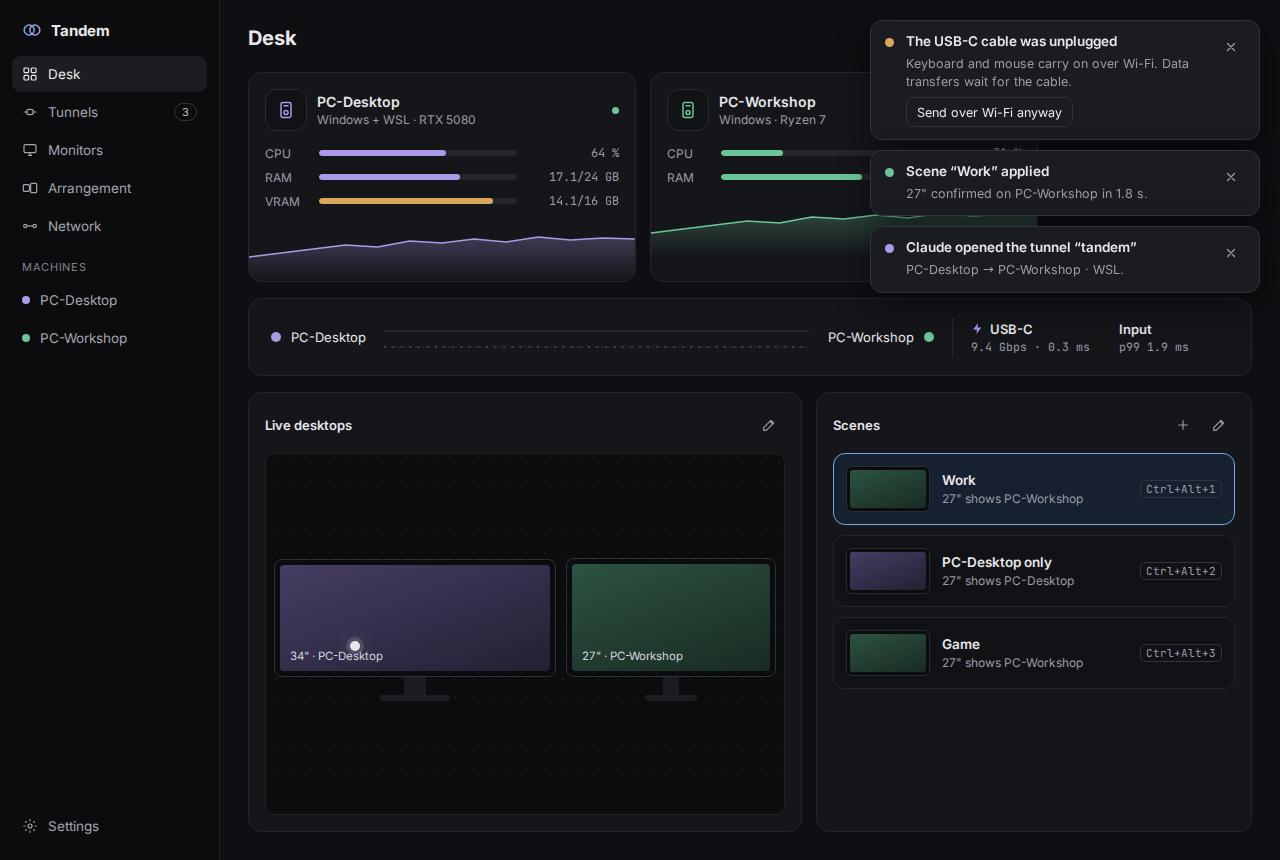 Tandem
Desk
Tunnels
3
Monitors
Arrangement
Network
MACHINES
PC-Desktop
PC-Workshop
Settings
Desk
PC-Desktop
Windows + WSL · RTX 5080
CPU
64 %
RAM
17.1/24 GB
VRAM
14.1/16 GB
PC-Workshop
Windows · Ryzen 7
CPU
RAM
The USB-C cable was unplugged
Keyboard and mouse carry on over Wi-Fi. Data
transfers wait for the cable.
Send over Wi-Fi anyway
Scene “Work” applied
27" confirmed on PC-Workshop in 1.8 s.
Claude opened the tunnel “tandem”
PC-Desktop → PC-Workshop · WSL.
PC-Desktop
PC-Workshop
USB-C
9.4 Gbps · 0.3 ms
Input
p99 1.9 ms
Live desktops
34" · PC-Desktop
27" · PC-Workshop
Scenes
Work
27" shows PC-Workshop
Ctrl+Alt+1
PC-Desktop only
27" shows PC-Desktop
Ctrl+Alt+2
Game
27" shows PC-Workshop
Ctrl+Alt+3